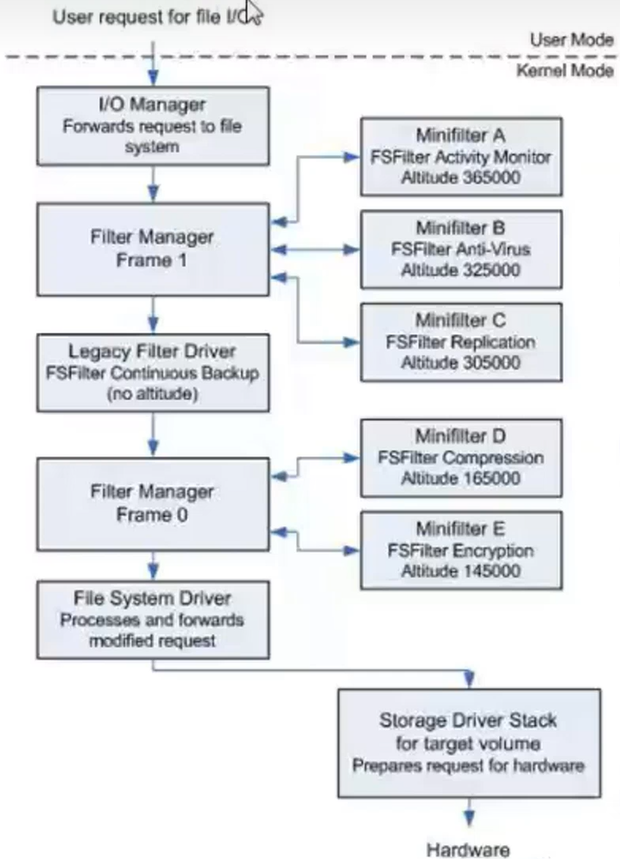 User request for file I/O
User Mode
Kernel Mode
I/O Manager
Forwards request to file
system
Minifilter A
FSFilter Activity Monitor
Altitude 365000
Filter Manager
Frame 1
Minifilter B
FSFilter Anti-Virus
Altitude 325000
Minifilter C
FSFilter Replication
Altitude 305000
Legacy Filter Driver
FSFilter Continuous Backup
(no altitude)
Minifilter D
FSFilter Compression
Altitude 165000
Filter Manager
Frame 0
Minifilter E
FSFilter Encryption
Altitude 145000
File System Driver
Processes and forwards
modified request
Storage Driver Stack
for target volume
Prepares request for hardware
Hardware